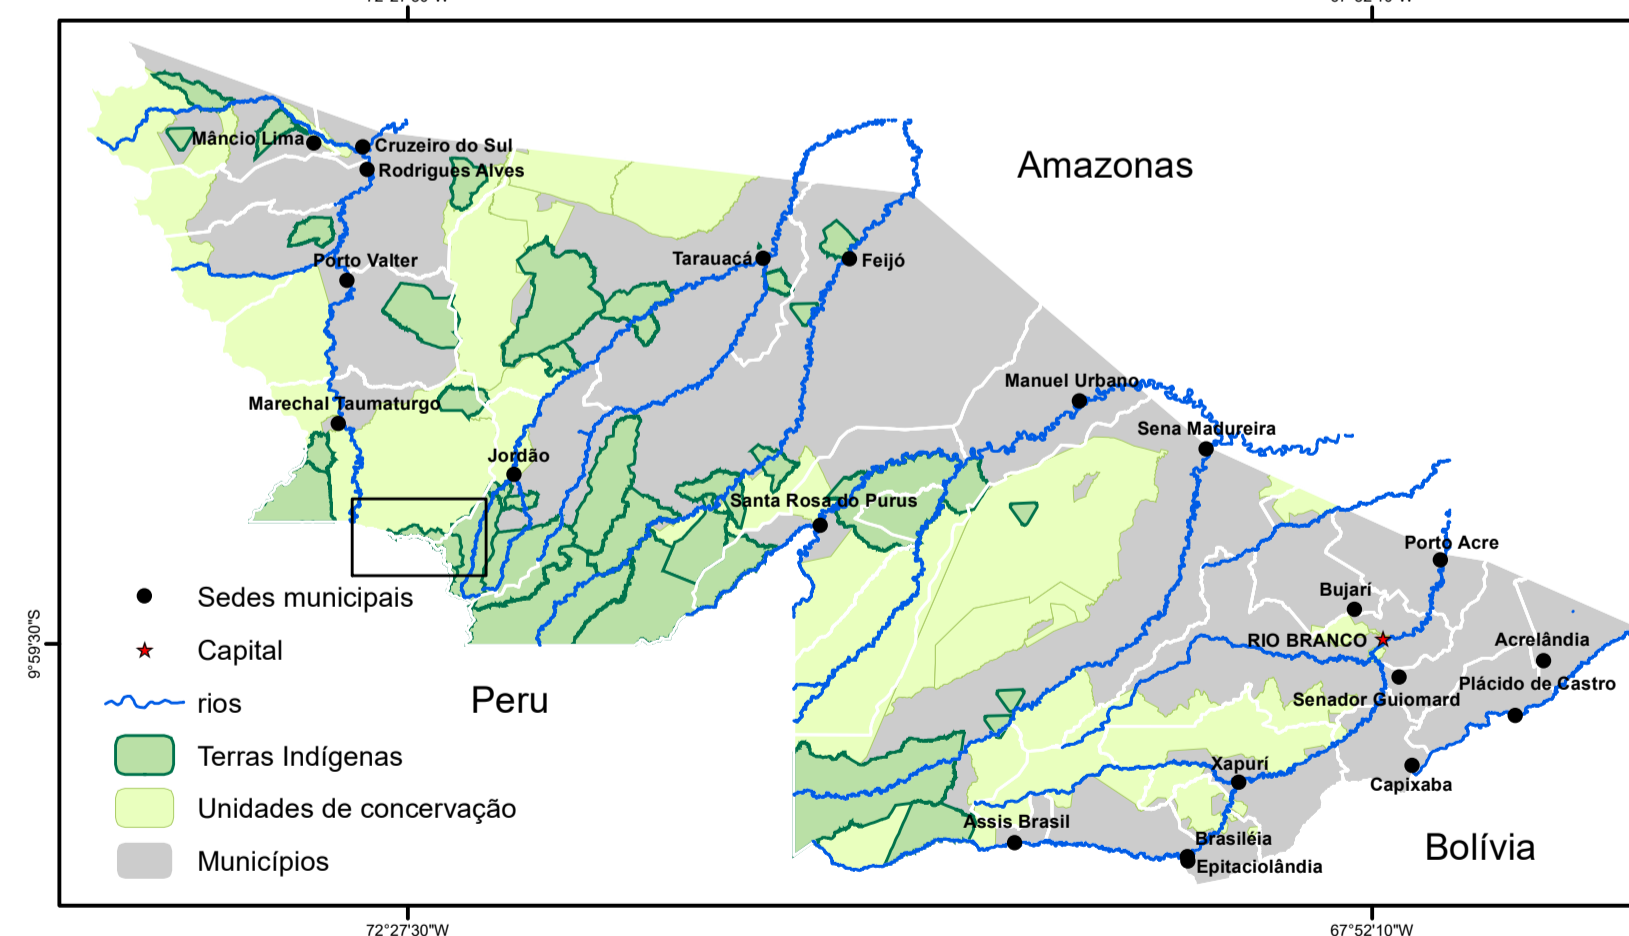 Amazonas
Mâncio Lima
Cruzeiro do Sul
Rodrigues Alves
Porto Valter
Tarauacá
Feijó
Manuel Urbano
Marechal Taumaturgo
Sena Madureira
Jordão
Santa Rosa do Purus
Porto Acre
Bujarí
RIO BRANCO
Acrelândia
Plácido de Castro
Senador Guiomard
Xapurí
Capixaba
Assis Brasil
Brasiléia
Epitaciolândia
Peru
Bolívia
Sedes municipais
Capital
rios
Terras Indígenas
Unidades de concervação
Municípios
9°59'30"S
72°27'30"W
67°52'10"W